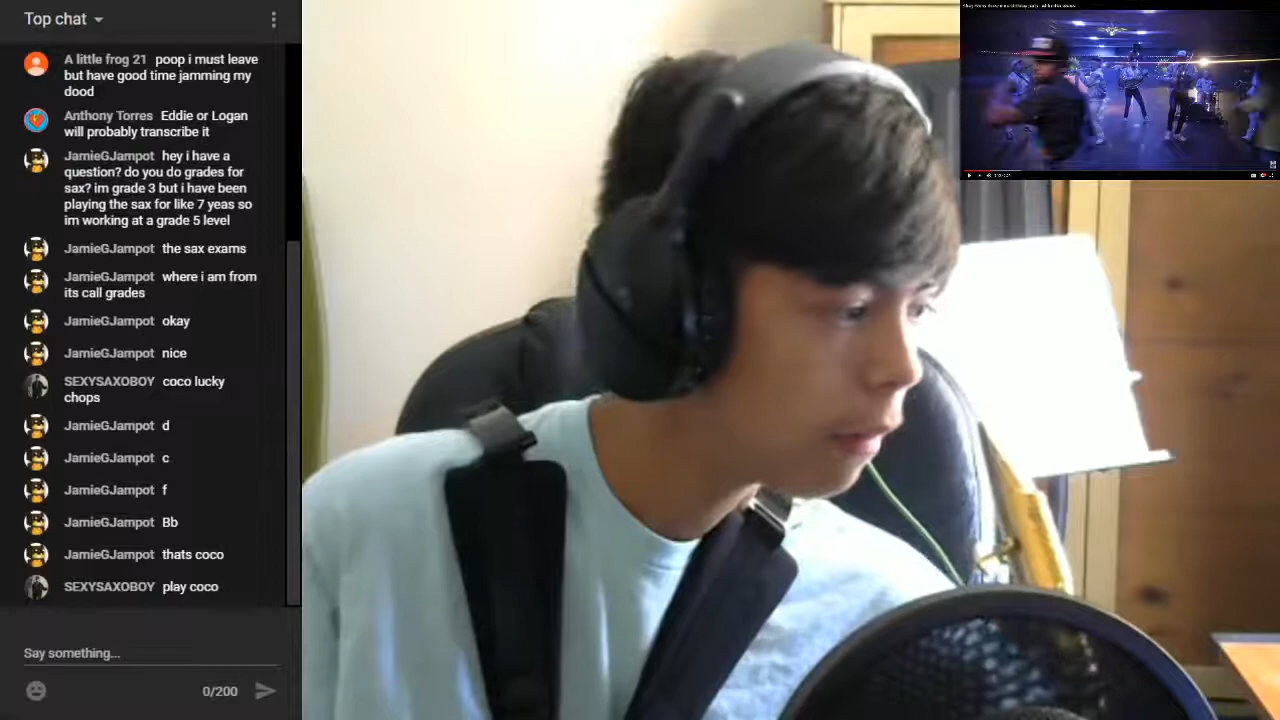 Top chat
A little frog 21 poop i must leave
but have good time jamming my
dood
Anthony Torres Eddie or Logan
will probably transcribe it
JamieGJampot hey i have a
question? do you do grades for
sax? im grade 3 but i have been
playing the sax for like 7 yeas so
im working at a grade 5 level
JamieGJampot the sax exams
JamieGJampot where i am from
its call grades
JamieGJampot okay
JamieGJampot nice
SEXYSAXOBOY coco lucky
chops
JamieGJampot d
JamieGJampot c
JamieGJampot f
JamieGJampot Bb
JamieGJampot thats coco
SEXYSAXOBOY play coco
Say something...
0/200